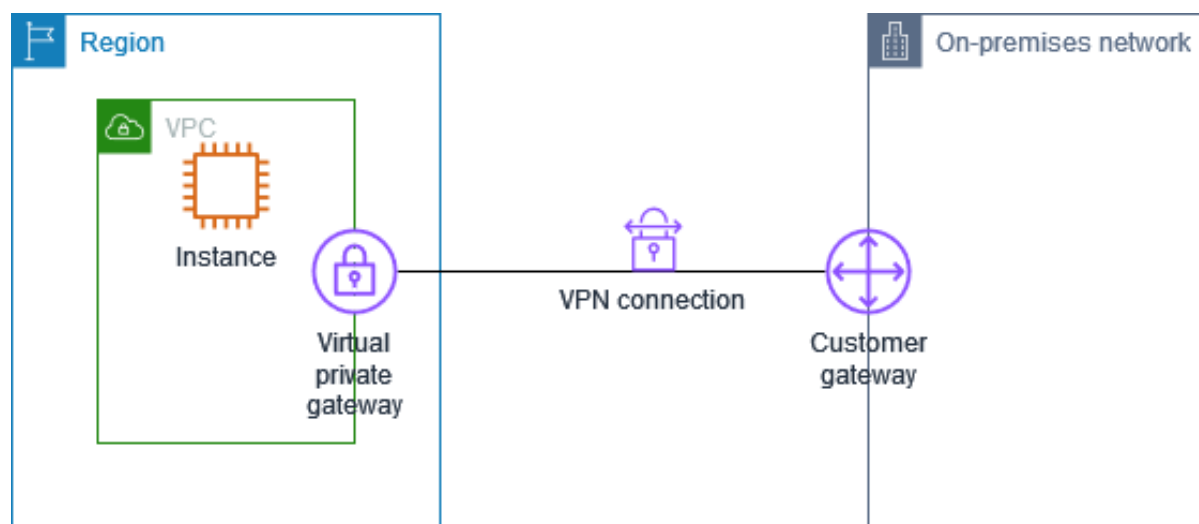 Region
On-premises network
VPC
Instance
VPN connection
Virtual
private
gateway
Customer
gateway